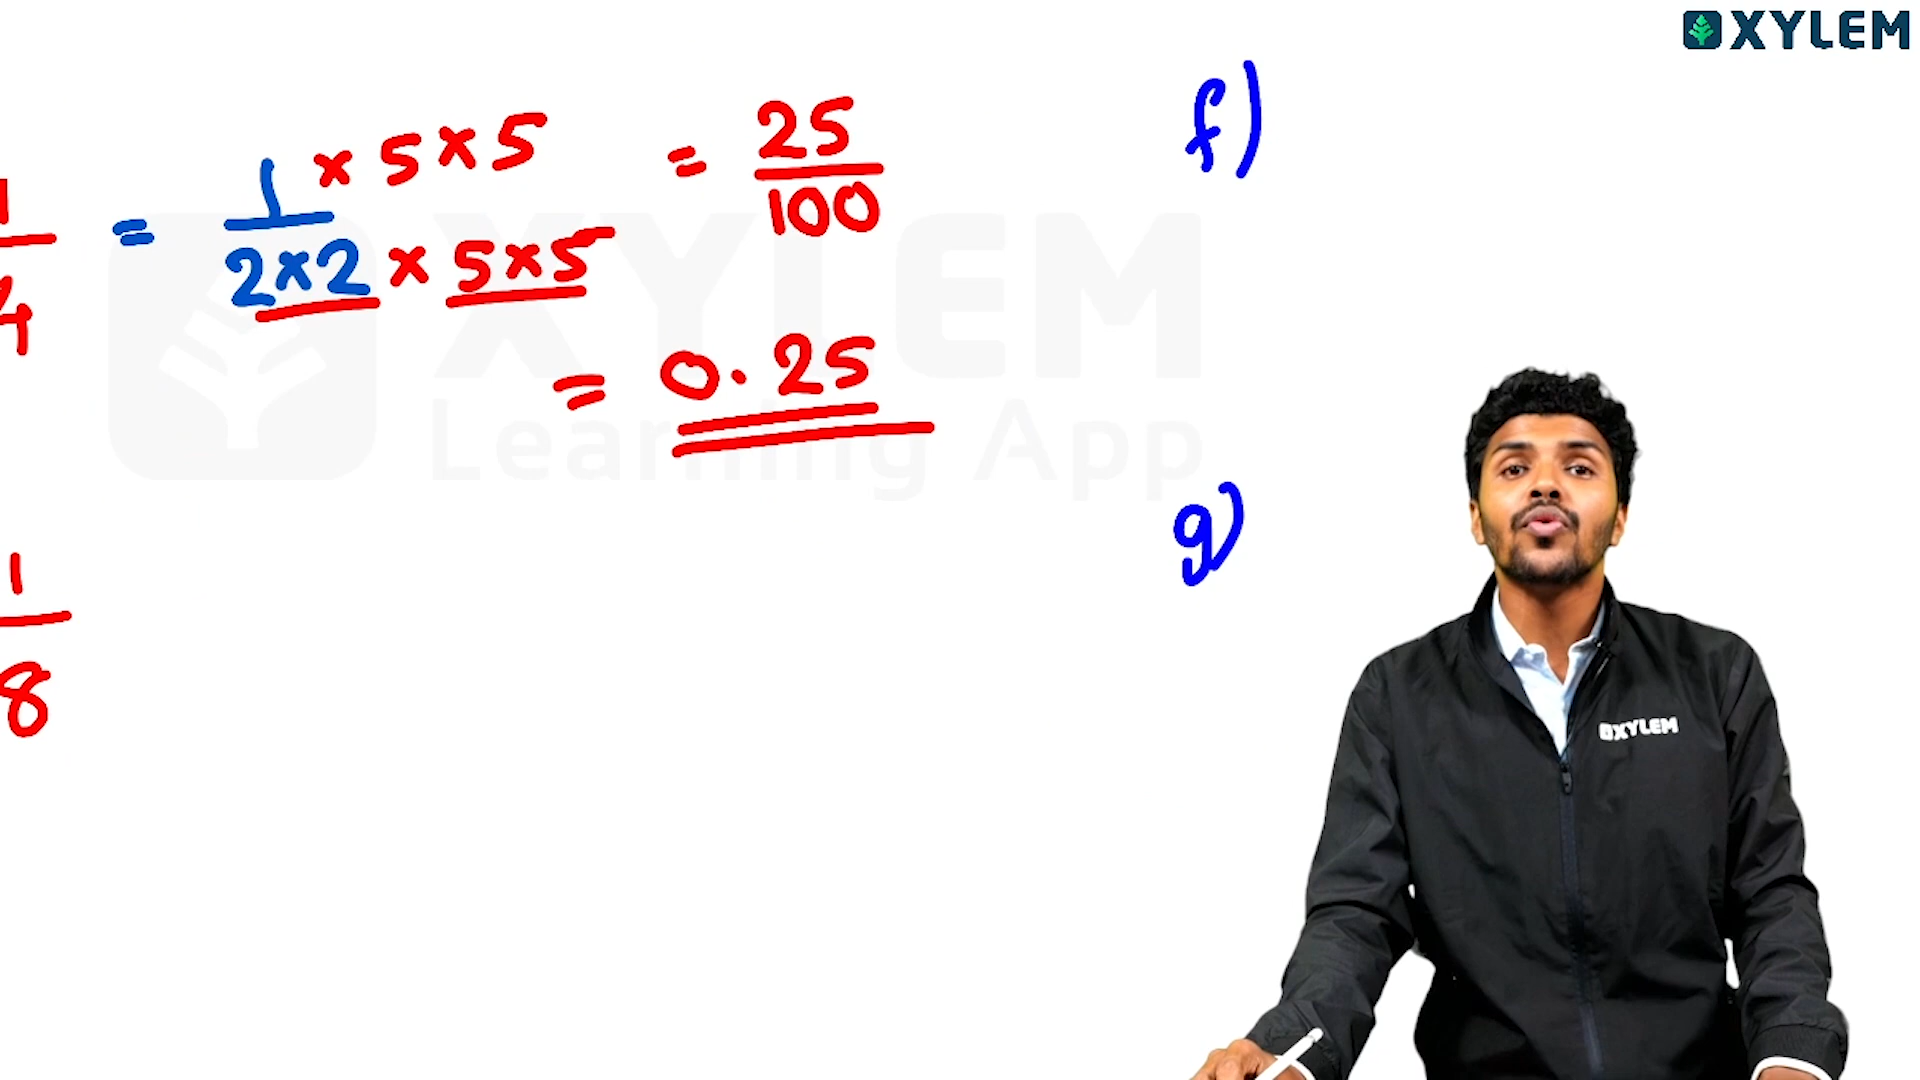 XYLEM
1/4 = 1 × 5 × 5 / 2 × 2 × 5 × 5 = 25/100
= 0.25
1/8
f)
g)
XYLEM
Learning App
XYLEM